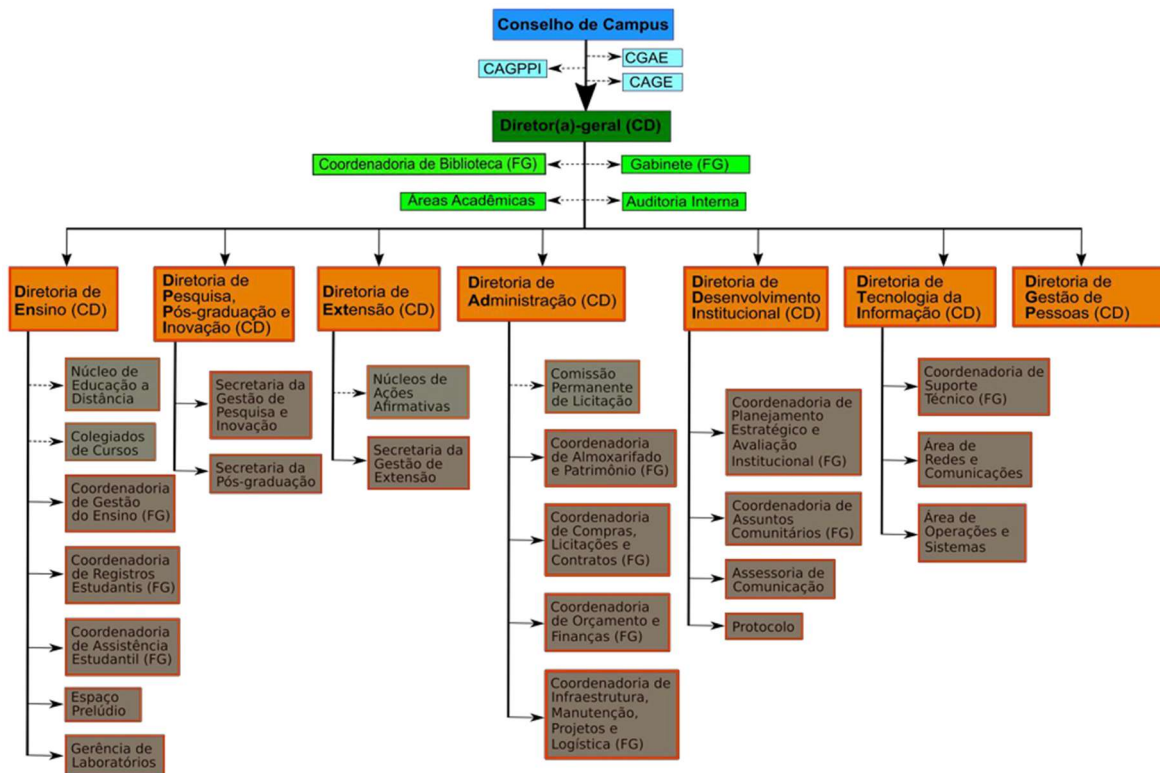 Conselho de Campus
CGAE
CAGPPI
CAGE
Diretor(a)-geral (CD)
Coordenadoria de Biblioteca (FG)
Gabinete (FG)
Áreas Acadêmicas
Auditoria Interna
Diretoria de
Ensino (CD)
Diretoria de
Pesquisa,
Pós-graduação e
Inovação (CD)
Diretoria de
Extensão (CD)
Diretoria de
Administração (CD)
Diretoria de
Desenvolvimento
Institucional (CD)
Diretoria de
Tecnologia da
Informação (CD)
Diretoria de
Gestão de
Pessoas (CD)
Núcleo de
Educação a
Distância
Colegiados
de Cursos
Coordenadoria
de Gestão
do Ensino (FG)
Coordenadoria
de Registros
Estudantis (FG)
Coordenadoria
de Assistência
Estudantil (FG)
Espaço
Prelúdio
Gerência de
Laboratórios
Secretaria da
Gestão de
Pesquisa e
Inovação
Secretaria da
Pós-graduação
Núcleos de
Ações
Afirmativas
Secretaria da
Gestão de
Extensão
Comissão
Permanente
de Licitação
Coordenadoria
de Almoxarifado
e Patrimônio (FG)
Coordenadoria
de Compras,
Licitações e
Contratos (FG)
Coordenadoria
de Orçamento e
Finanças (FG)
Coordenadoria de
Infraestrutura,
Manutenção,
Projetos e
Logística (FG)
Coordenadoria de
Planejamento
Estratégico e
Avaliação
Institucional (FG)
Coordenadoria de
Assuntos
Comunitários (FG)
Assessoria de
Comunicação
Protocolo
Coordenadoria de
Suporte
Técnico (FG)
Área de
Redes e
Comunicações
Área de
Operações e
Sistemas